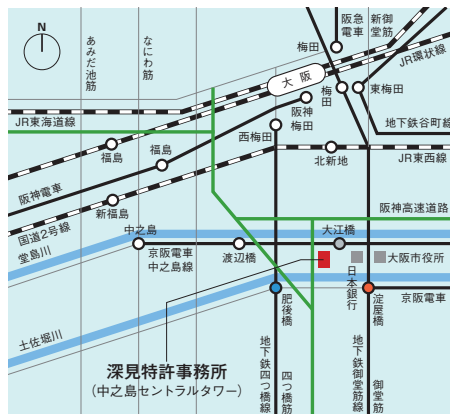 N
あみだ池筋
なにわ筋
阪急電車
新御堂筋
梅田
JR環状線
大阪
梅田
東梅田
阪神梅田
JR東海道線
地下鉄谷町線
西梅田
福島
福島
北新地
JR東西線
阪神電車
新福島
阪神高速道路
国道2号線
堂島川
中之島
大江橋
京阪電車
中之島線
渡辺橋
日本銀行
大阪市役所
肥後橋
淀屋橋
京阪電車
土佐堀川
深見特許事務所
(中之島セントラルタワー)
地下鉄四つ橋線
四つ橋筋
地下鉄御堂筋線
御堂筋